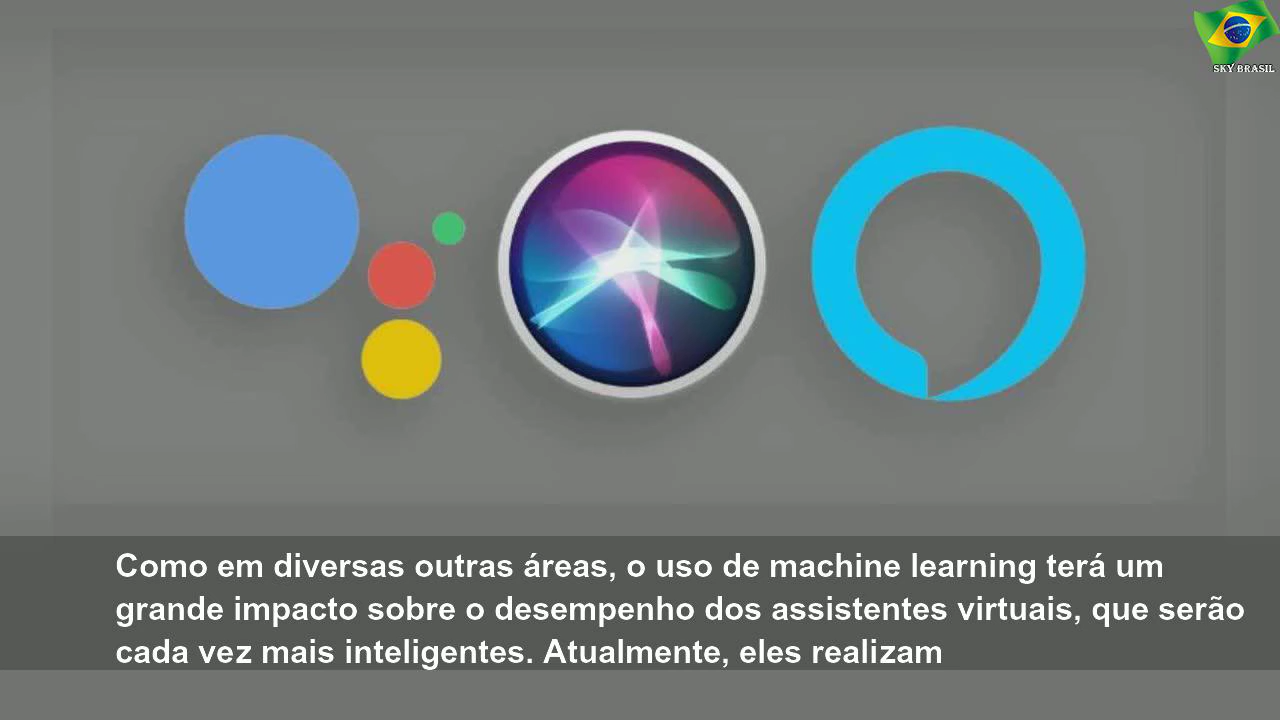 SKY BRASIL
Como em diversas outras áreas, o uso de machine learning terá um
grande impacto sobre o desempenho dos assistentes virtuais, que serão
cada vez mais inteligentes. Atualmente, eles realizam